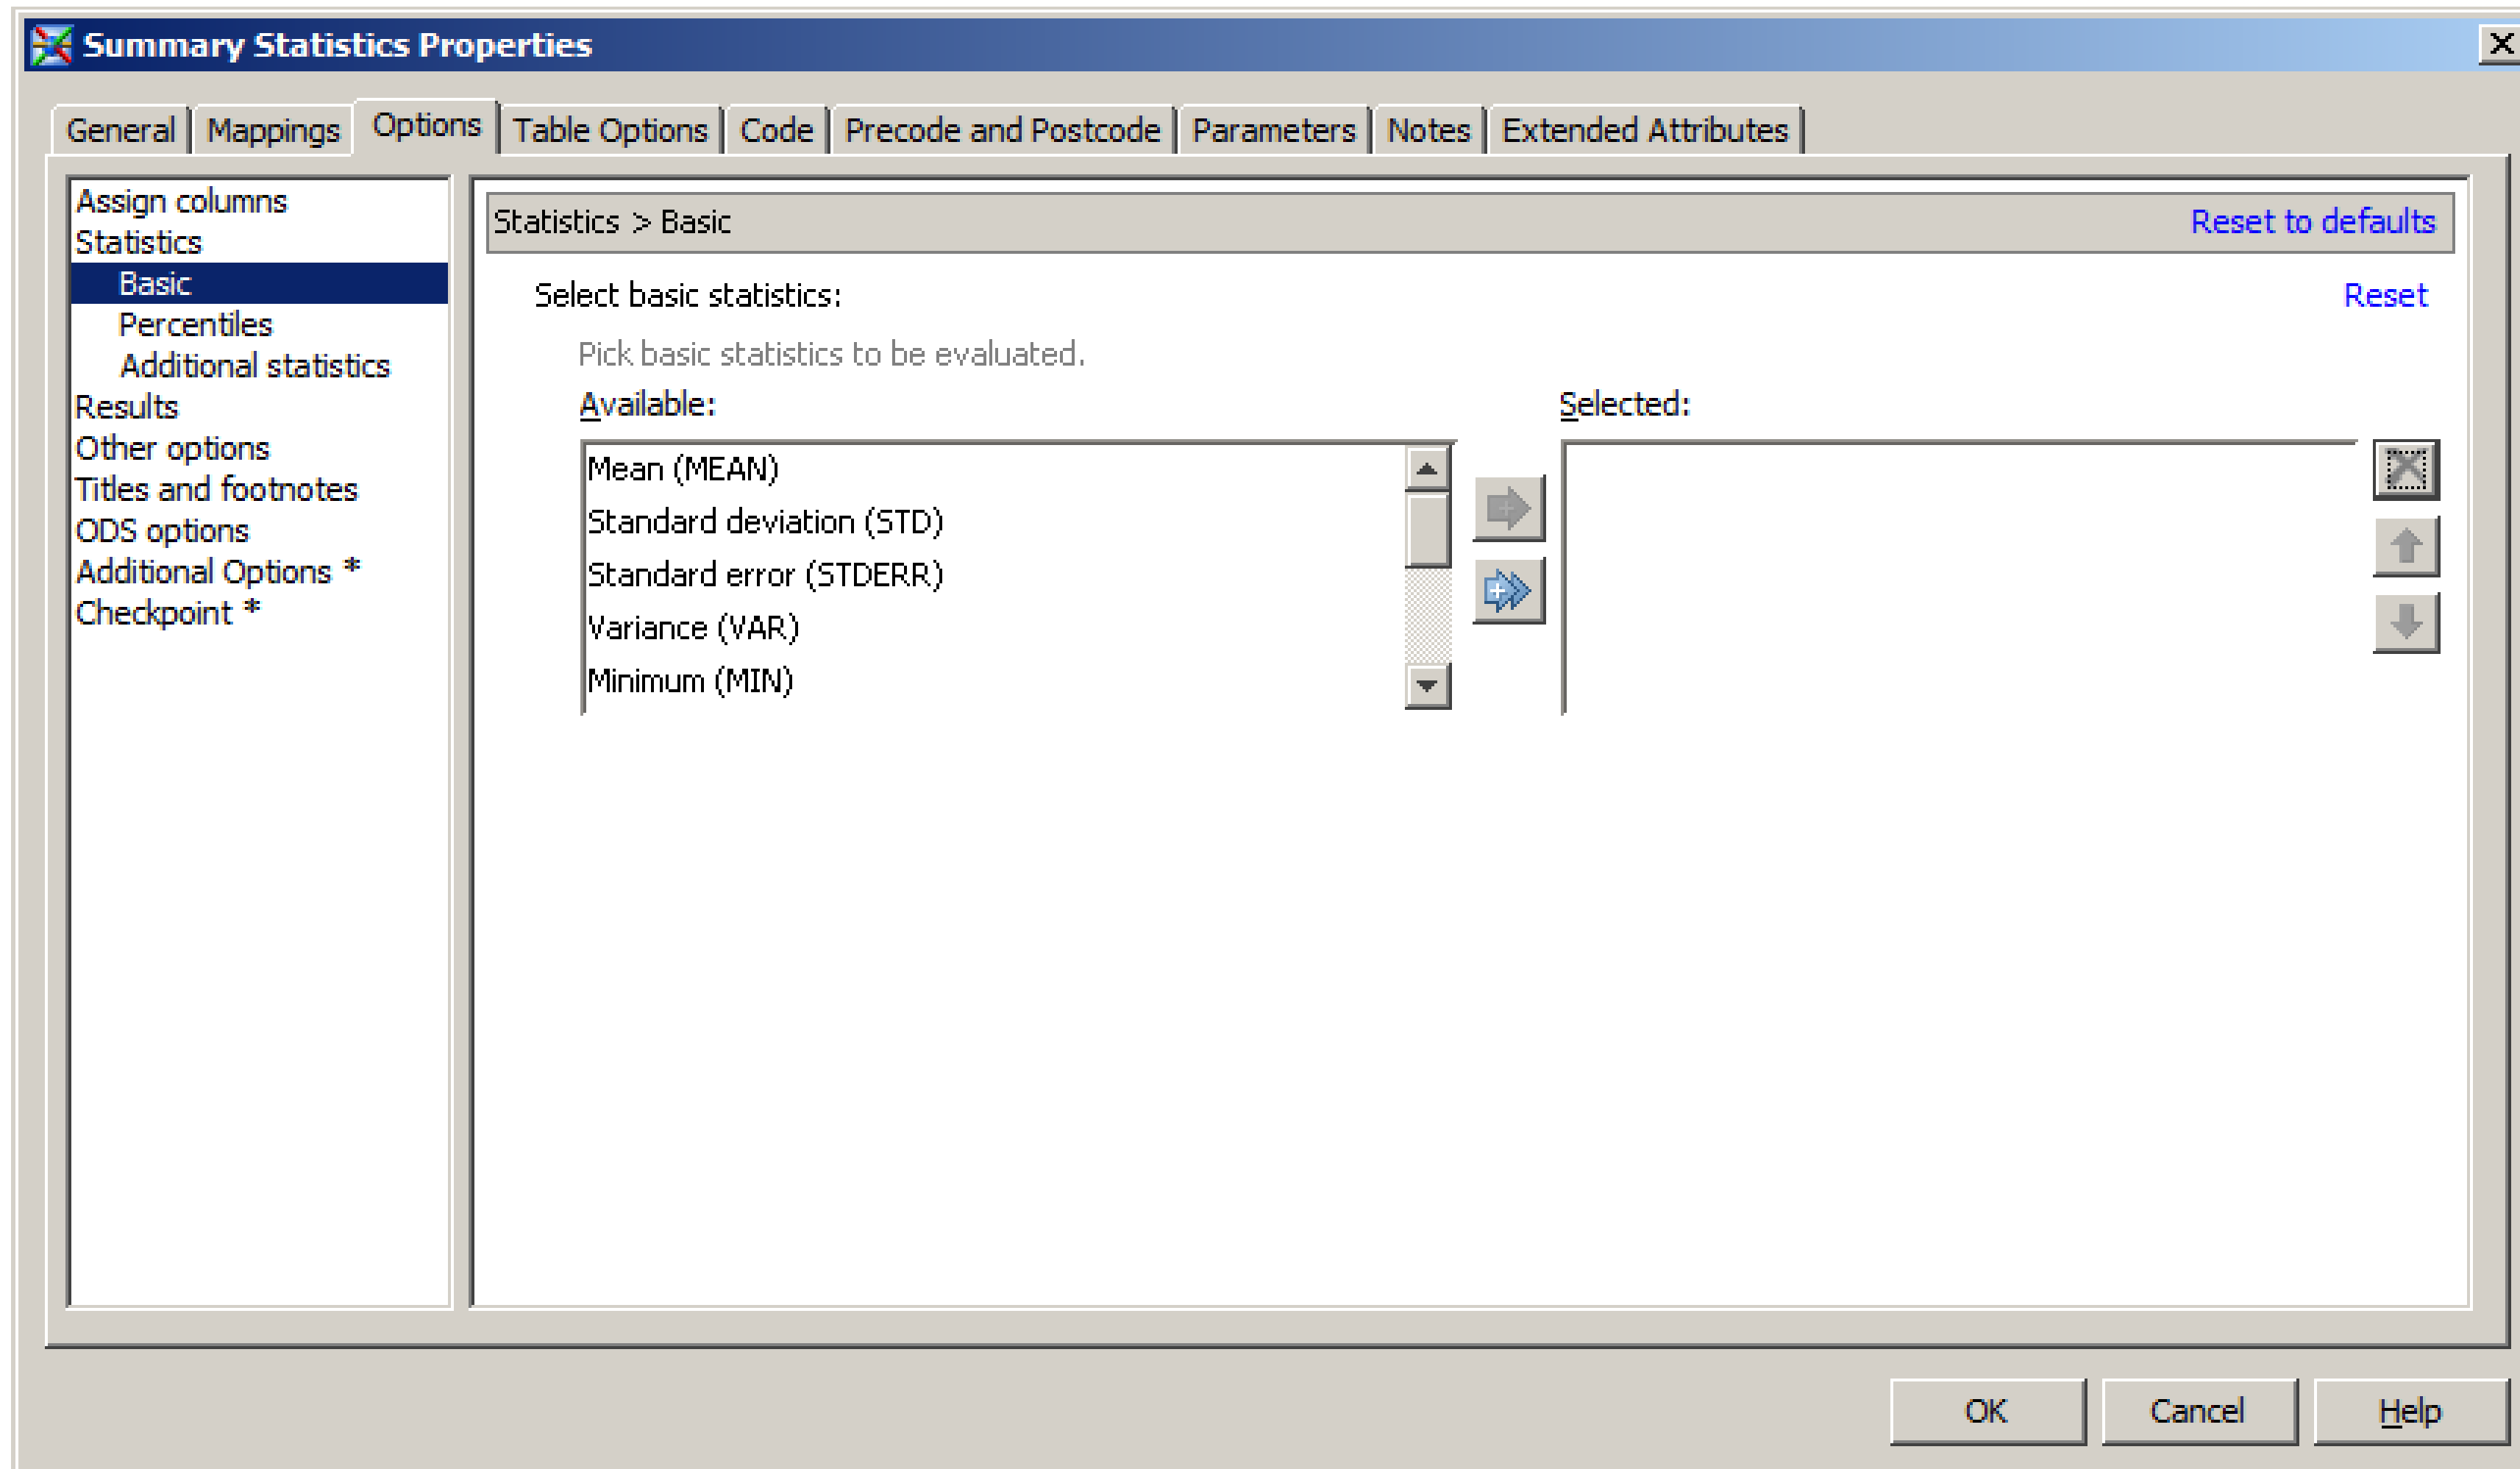 Summary Statistics Properties
General Mappings Options Table Options Code Precode and Postcode Parameters Notes Extended Attributes
Assign columns
Statistics
Basic
Percentiles
Additional statistics
Results
Other options
Titles and footnotes
ODS options
Additional Options *
Checkpoint *
Statistics > Basic
Reset to defaults
Select basic statistics:
Reset
Pick basic statistics to be evaluated.
Available:
Mean (MEAN)
Standard deviation (STD)
Standard error (STDERR)
Variance (VAR)
Minimum (MIN)
Selected:
OK Cancel Help